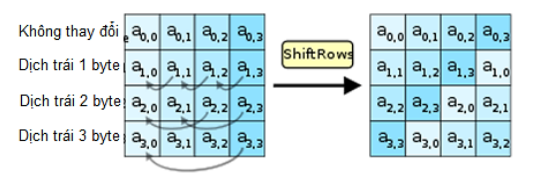 Không thay đổi a0,0 a0,1 a0,2 a0,3 ShiftRows a0,0 a0,1 a0,2 a0,3
Dịch trái 1 byte a1,0 a1,1 a1,2 a1,3 a1,1 a1,2 a1,3 a1,0
Dịch trái 2 byte a2,0 a2,1 a2,2 a2,3 a2,2 a2,3 a2,0 a2,1
Dịch trái 3 byte a3,0 a3,1 a3,2 a3,3 a3,3 a3,0 a3,1 a3,2